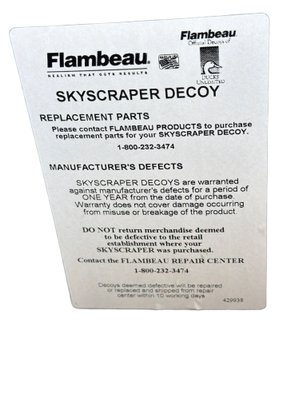 Flambeau
Official Decoys of
DUCKS
UNLIMITED
Flambeau.
REALISM THAT GETS RESULTS
SKYSCRAPER DECOY
REPLACEMENT PARTS
Please contact FLAMBEAU PRODUCTS to purchase
replacement parts for your SKYSCRAPER DECOY.
1-800-232-3474
MANUFACTURER'S DEFECTS
SKYSCRAPER DECOYS are warranted
against manufacturer's defects for a period of
ONE YEAR from the date of purchase.
Warranty does not cover damage occurring
from misuse or breakage of the product.
DO NOT return merchandise deemed
to be defective to the retail
establishment where your
SKYSCRAPER was purchased.
Contact the FLAMBEAU REPAIR CENTER
1-800-232-3474
Decoys deemed defective will be repaired
or replaced and shipped from repair
center within 10 working days
429938